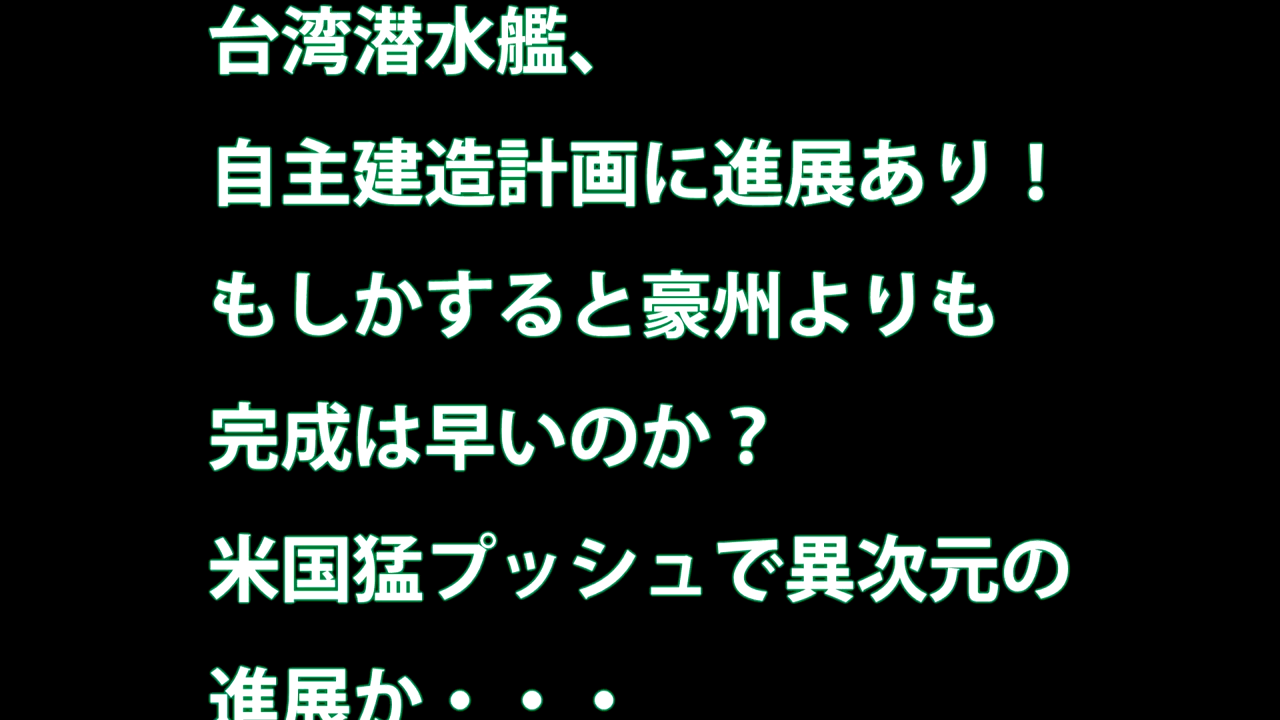 台湾潜水艦、
自主建造計画に進展あり！
もしかすると豪州よりも
完成は早いのか？
米国猛プッシュで異次元の
進展か・・・